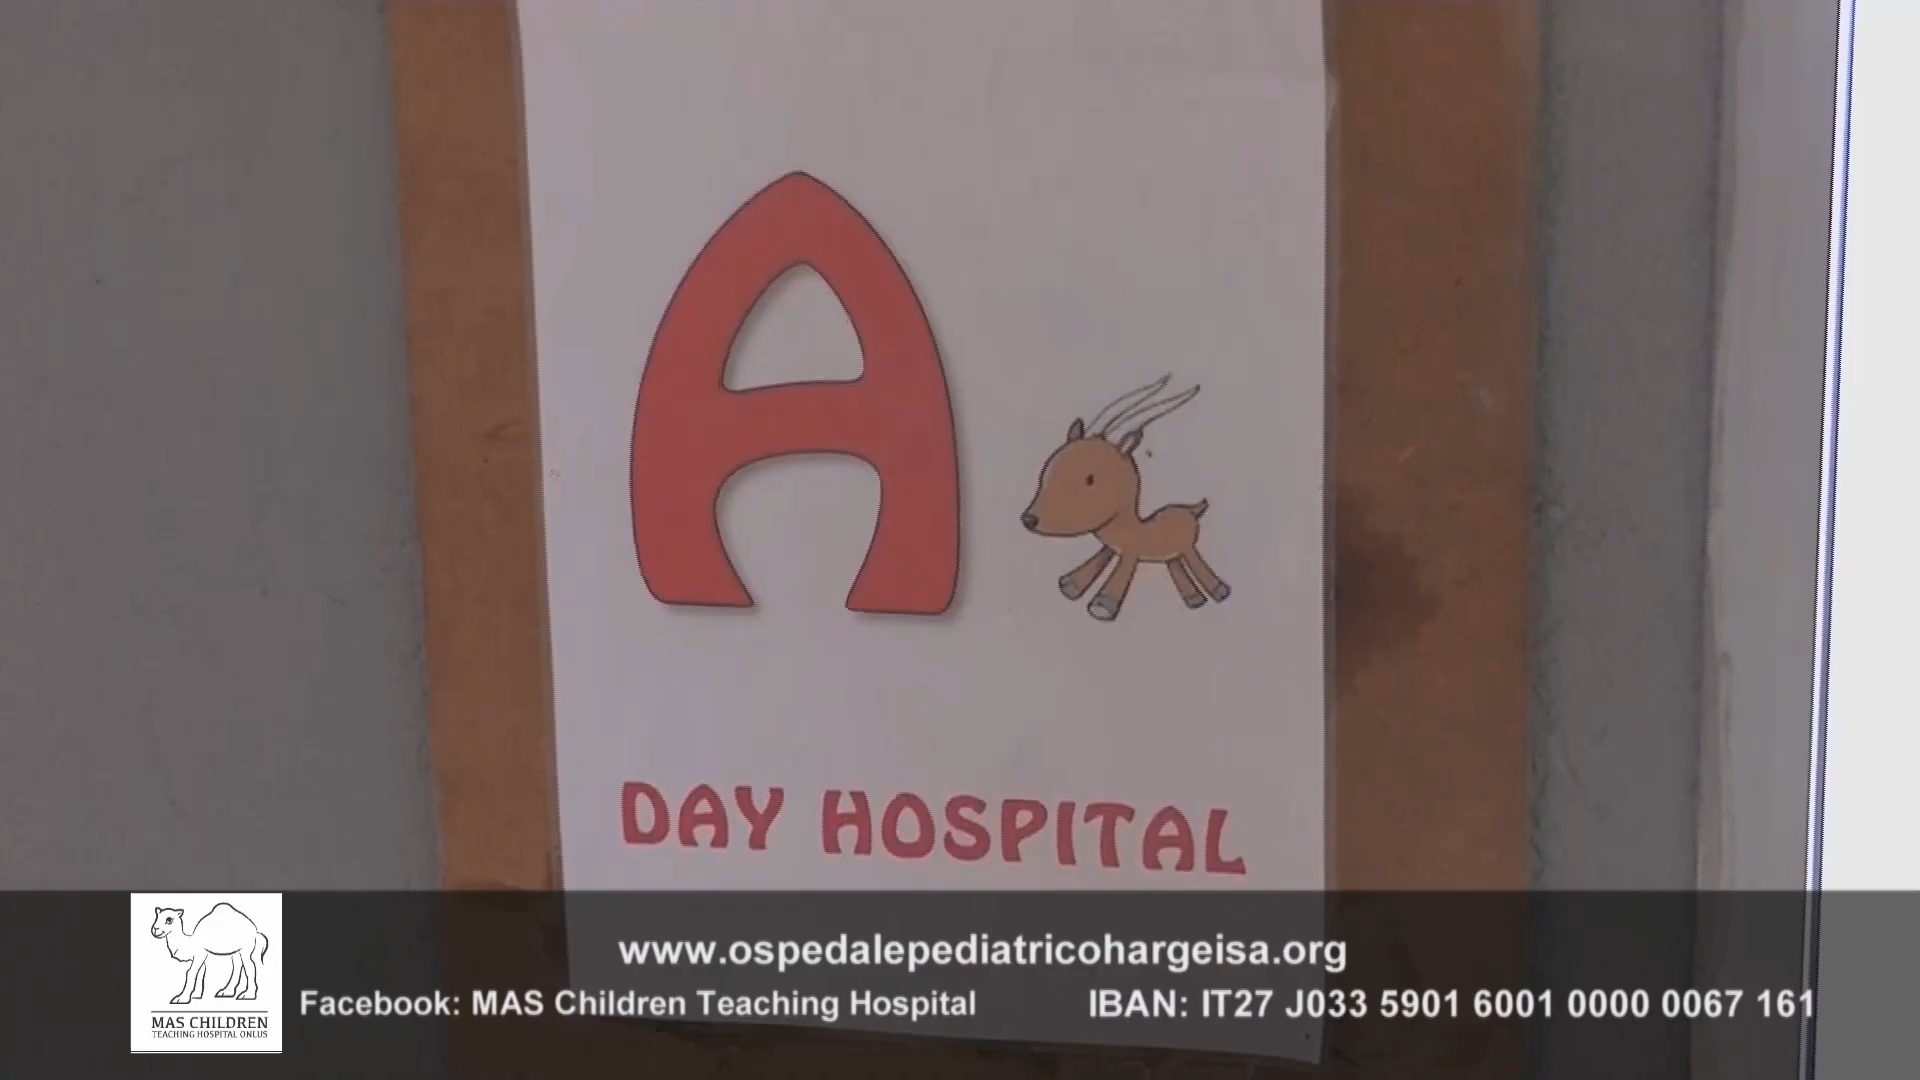 A
DAY HOSPITAL
www.ospedalepediatricohargeisa.org
Facebook: MAS Children Teaching Hospital
IBAN: IT27 J033 5901 6001 0000 0067 161
MAS CHILDREN
TEACHING HOSPITAL ONLUS